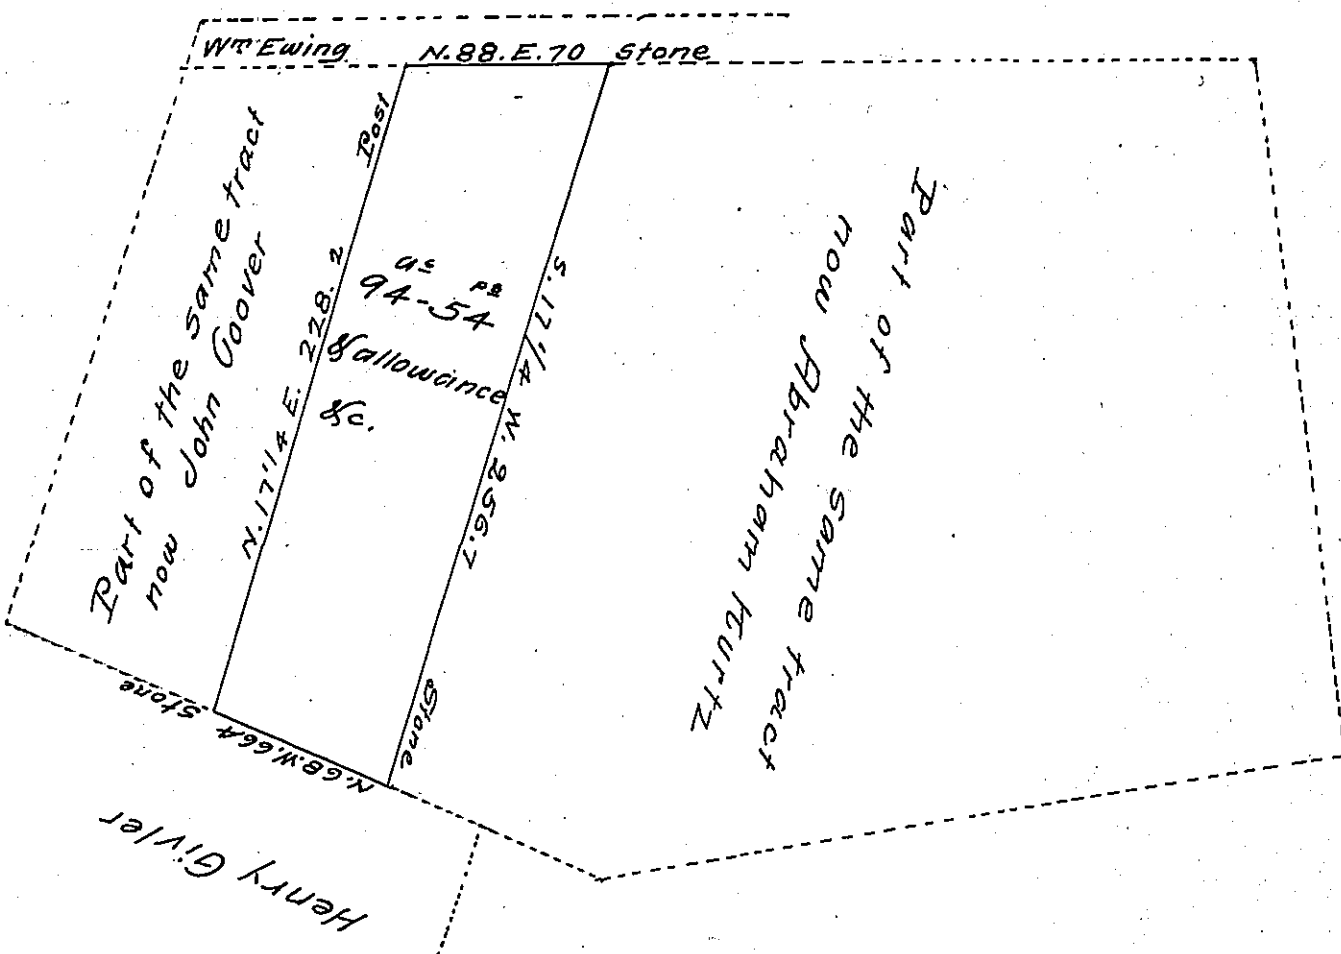 Wm Ewing
N.88.E.70 Stone
Post
Part of the same tract
now John Coover
N.17 1/4 E. 228.2
as ps
94-54
& allowance
&c.
S.17 1/4 W. 256.7
Part of the same tract
now Abraham Kurtz
Stone
Stone
N.68.W.66.4
Henry Givler